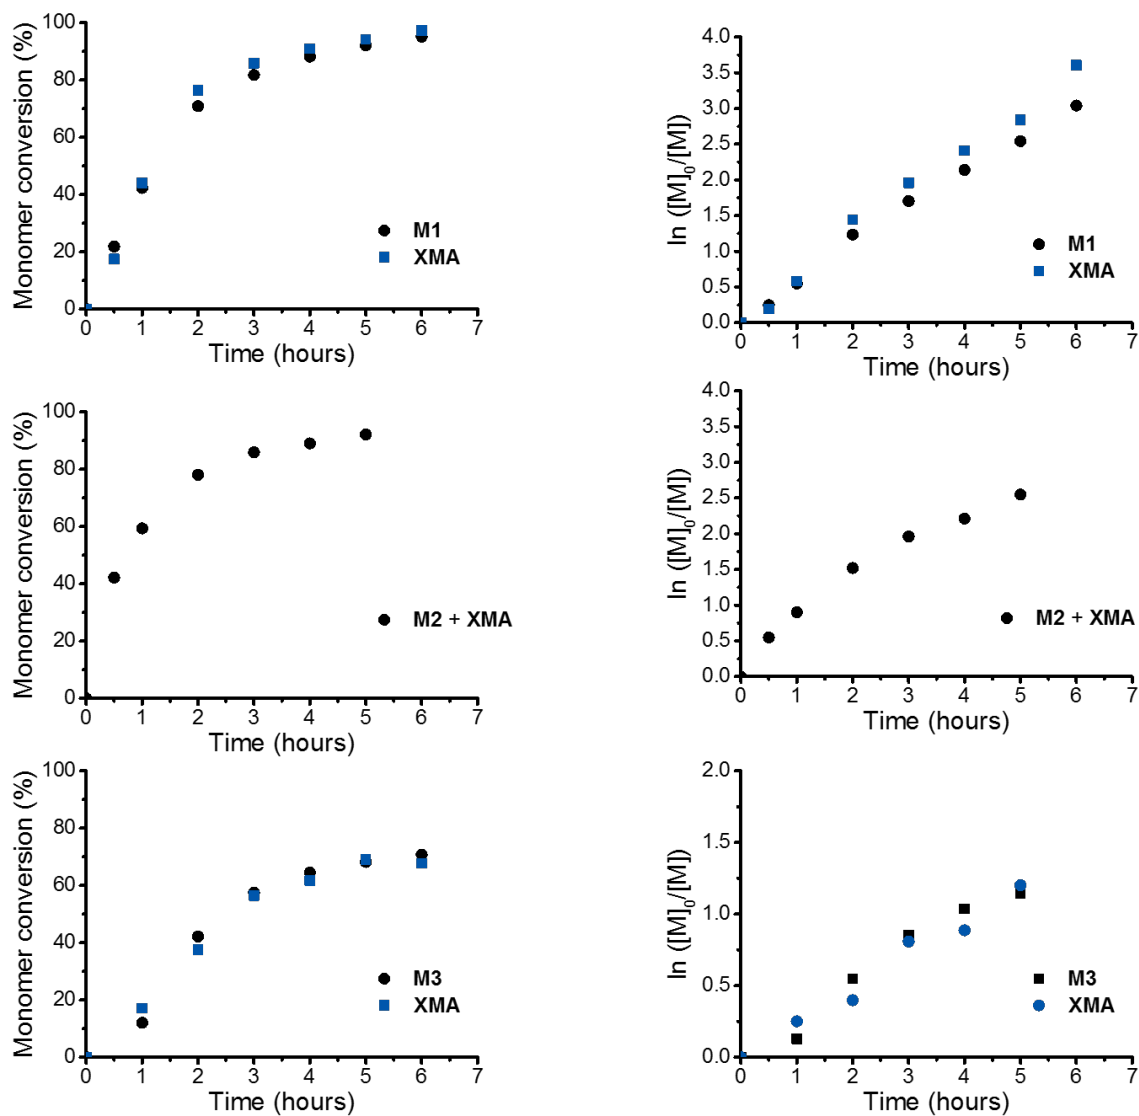 Monomer conversion (%)
100
80
60
40
20
0
M1
XMA
0 1 2 3 4 5 6 7
Time (hours)
ln ([M]0/[M])
4.0
3.5
3.0
2.5
2.0
1.5
1.0
0.5
0.0
M1
XMA
0 1 2 3 4 5 6 7
Time (hours)
Monomer conversion (%)
100
80
60
40
20
0
M2 + XMA
0 1 2 3 4 5 6 7
Time (hours)
ln ([M]0/[M])
4.0
3.5
3.0
2.5
2.0
1.5
1.0
0.5
0.0
M2 + XMA
0 1 2 3 4 5 6 7
Time (hours)
Monomer conversion (%)
100
80
60
40
20
0
M3
XMA
0 1 2 3 4 5 6 7
Time (hours)
ln ([M]0/[M])
2.0
1.5
1.0
0.5
0.0
M3
XMA
0 1 2 3 4 5 6 7
Time (hours)